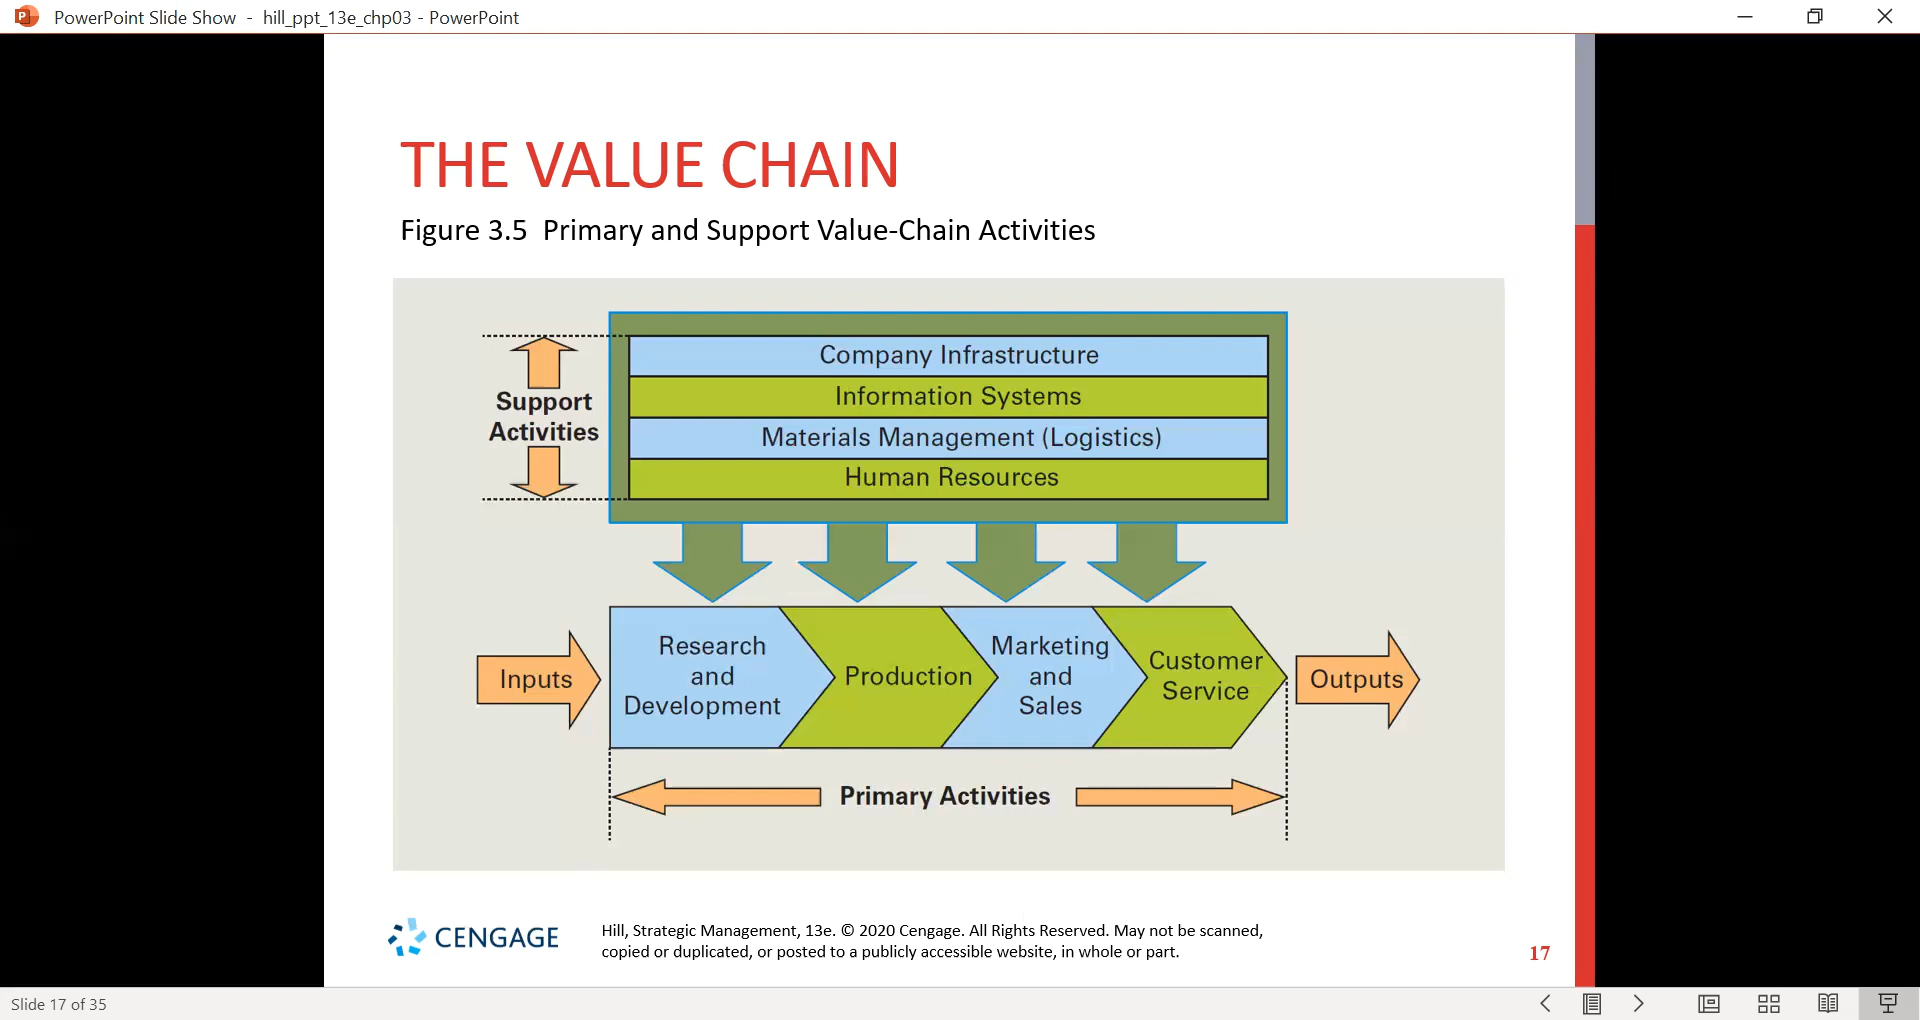 PowerPoint Slide Show - hill_ppt_13e_chp03 - PowerPoint
THE VALUE CHAIN
Figure 3.5 Primary and Support Value-Chain Activities
Support
Activities
Company Infrastructure
Information Systems
Materials Management (Logistics)
Human Resources
Inputs
Research
and
Development
Production
Marketing
and
Sales
Customer
Service
Outputs
Primary Activities
CENGAGE
Hill, Strategic Management, 13e. © 2020 Cengage. All Rights Reserved. May not be scanned,
copied or duplicated, or posted to a publicly accessible website, in whole or part.
17
Slide 17 of 35